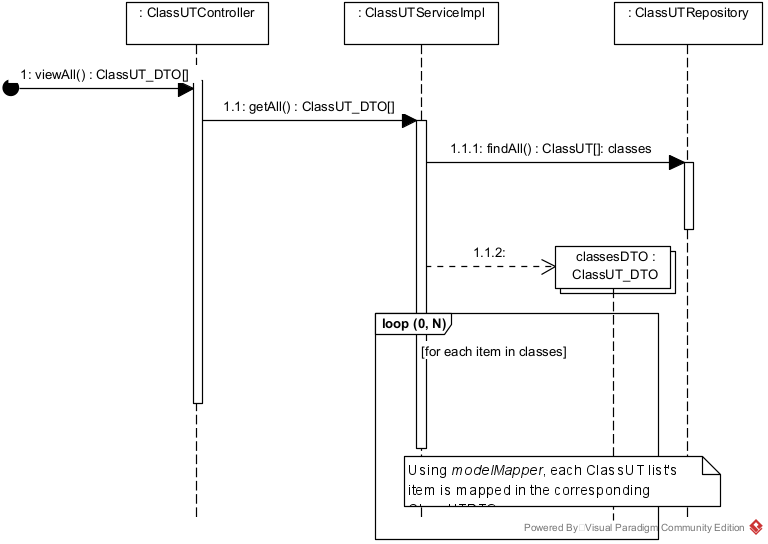 : ClassUTController
: ClassUTServiceImpl
: ClassUTRepository
1: viewAll() : ClassUT_DTO[]
1.1: getAll() : ClassUT_DTO[]
1.1.1: findAll() : ClassUT[]: classes
1.1.2:
classesDTO :
ClassUT_DTO
loop (0, N)
[for each item in classes]
Using modelMapper, each ClassUT list's
item is mapped in the corresponding
Powered By Visual Paradigm Community Edition